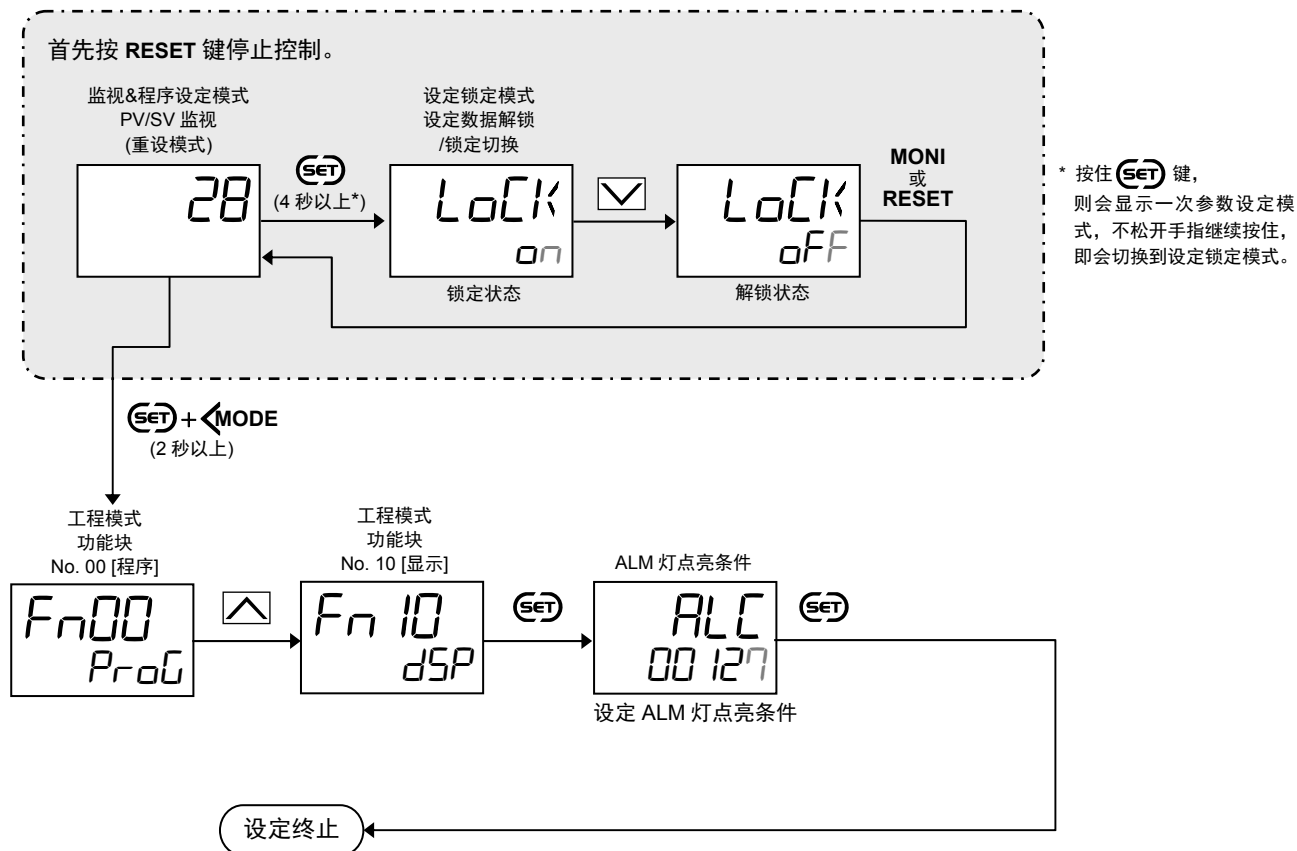 首先按 RESET 键停止控制。
监视&程序设定模式
PV/SV 监视
(重设模式)
28
SET
(4 秒以上*)
设定锁定模式
设定数据解锁
/锁定切换
LoCK
on
锁定状态
LoCK
oFF
解锁状态
MONI
或
RESET
* 按住 SET 键,
则会显示一次参数设定模
式，不松开手指继续按住，
即会切换到设定锁定模式。
SET + <MODE
(2 秒以上)
工程模式
功能块
No. 00 [程序]
Fn00
ProG
工程模式
功能块
No. 10 [显示]
Fn 10
dSP
SET
ALM 灯点亮条件
ALC
00127
设定 ALM 灯点亮条件
SET
设定终止